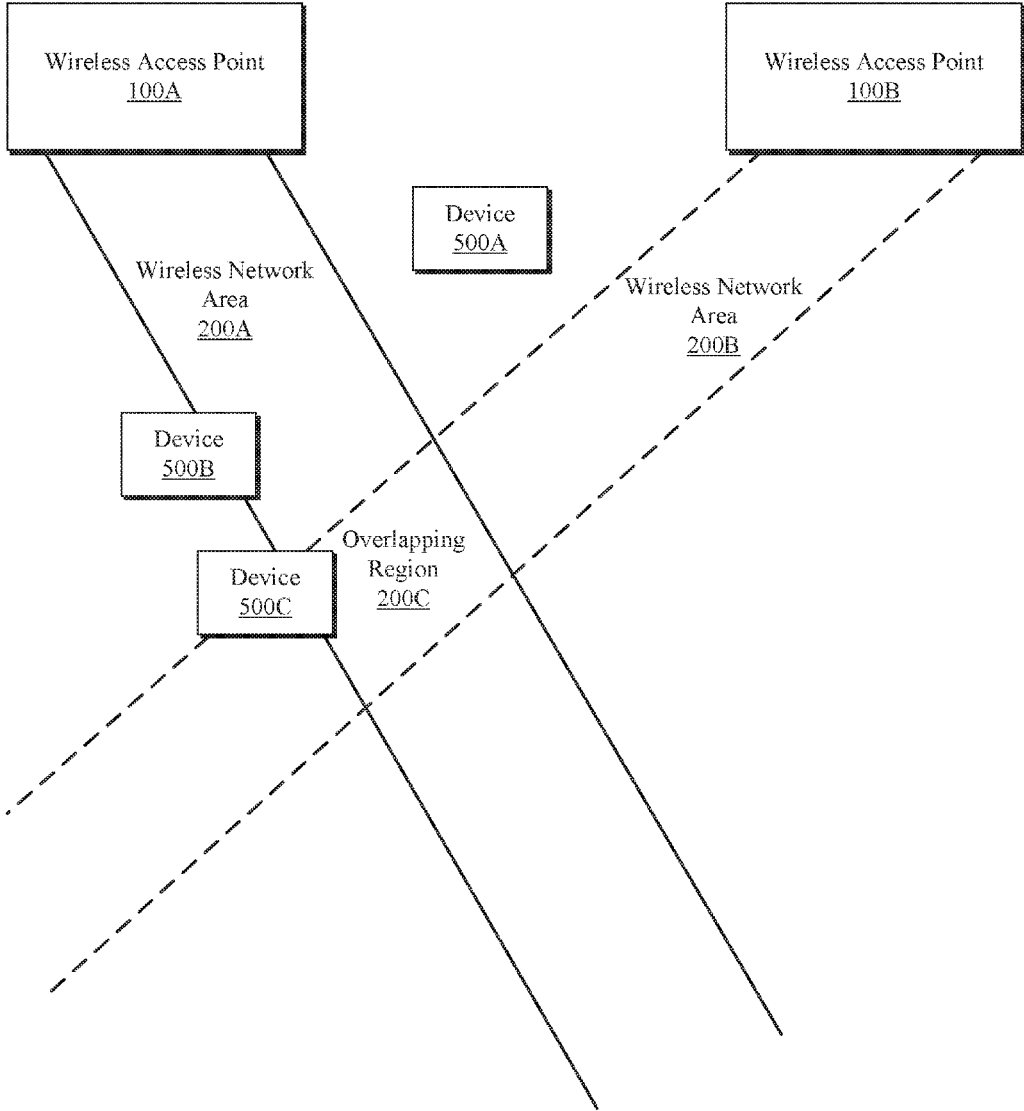 Wireless Access Point
100A
Wireless Access Point
100B
Device
500A
Wireless Network
Area
200A
Wireless Network
Area
200B
Device
500B
Overlapping
Region
200C
Device
500C